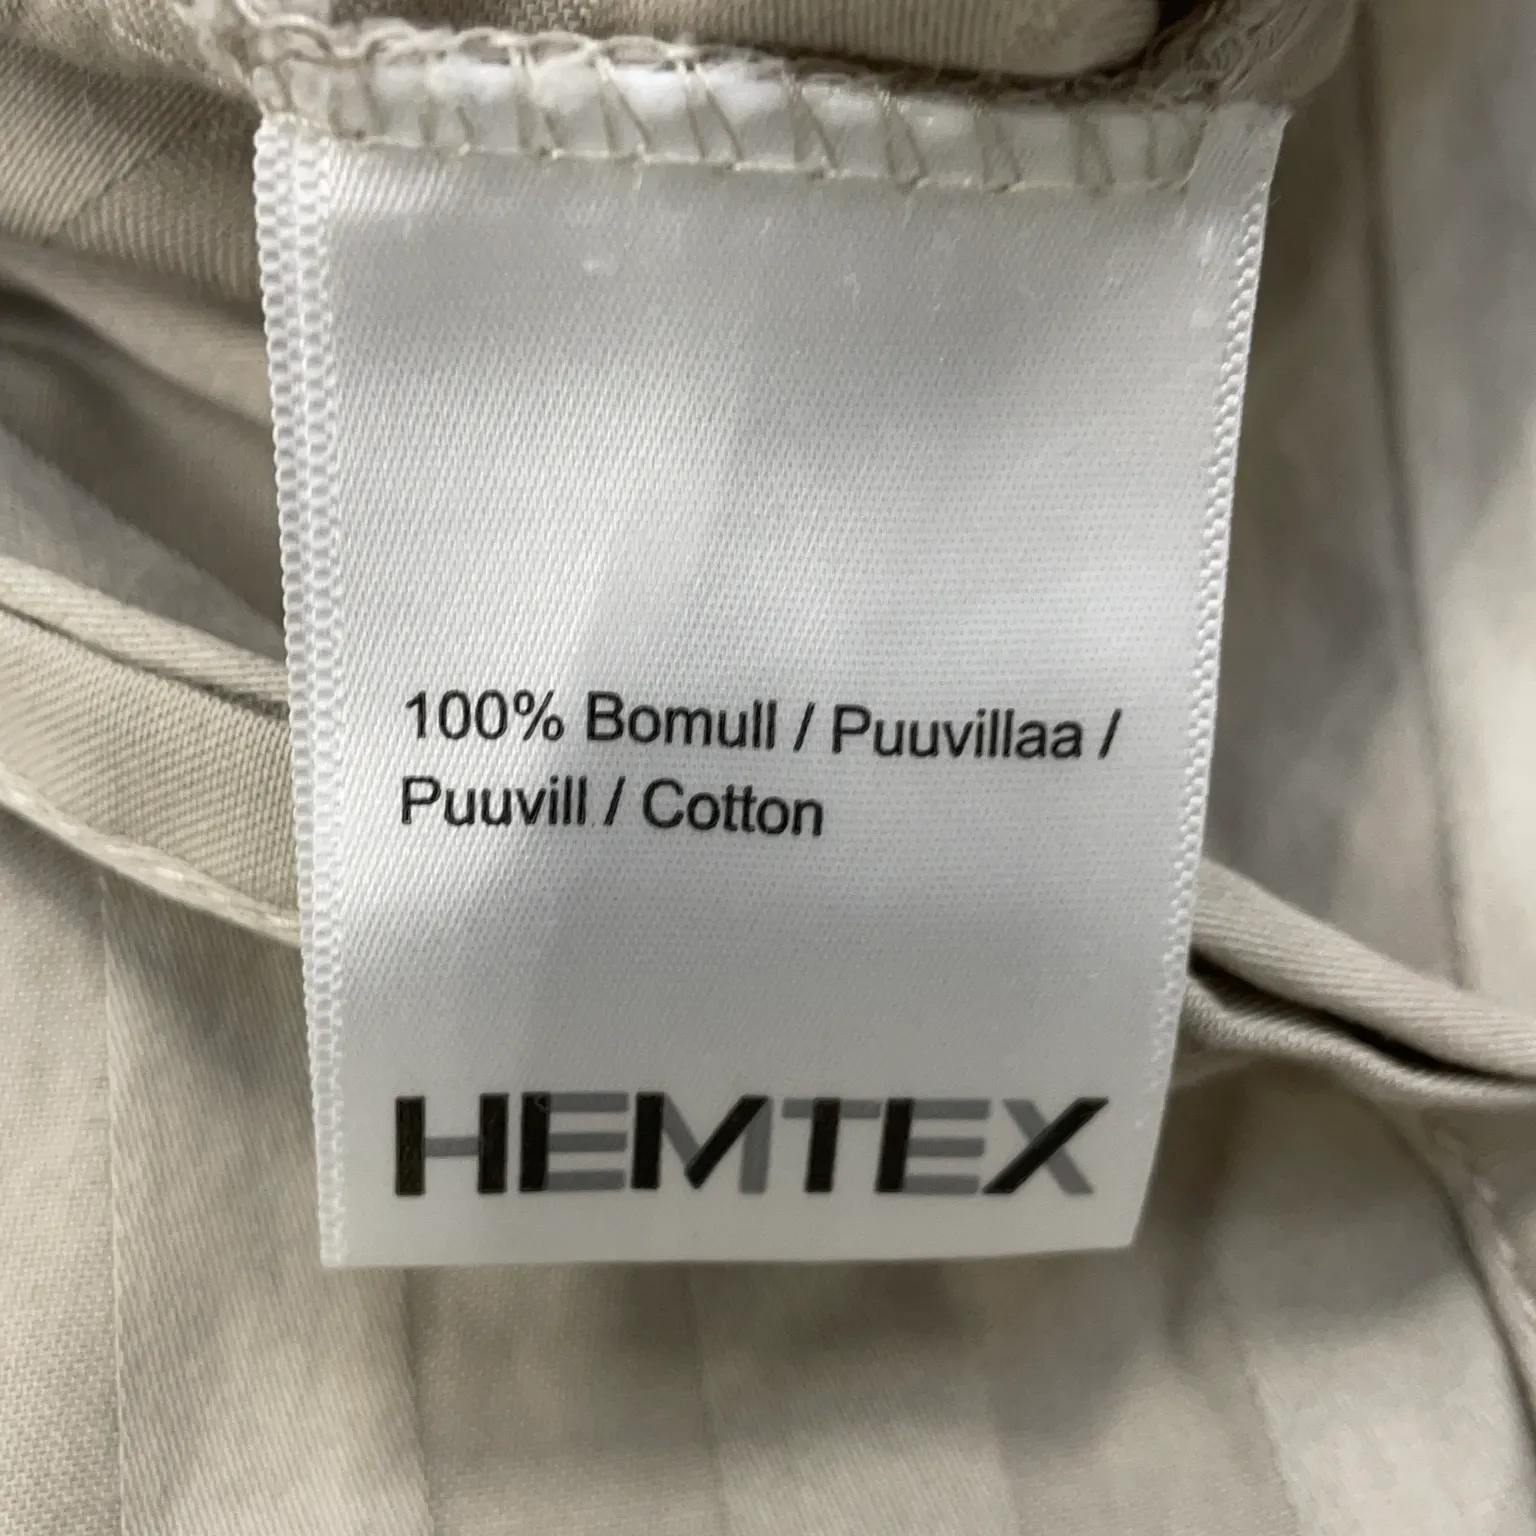 100% Bomull / Puuvillaa /
Puuvill / Cotton
HEMTEX